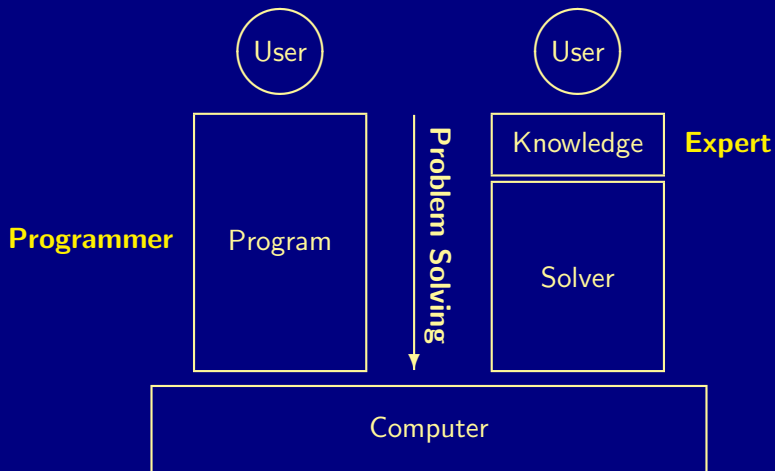 User
User
Knowledge
Expert
Problem Solving
Programmer
Program
Solver
Computer